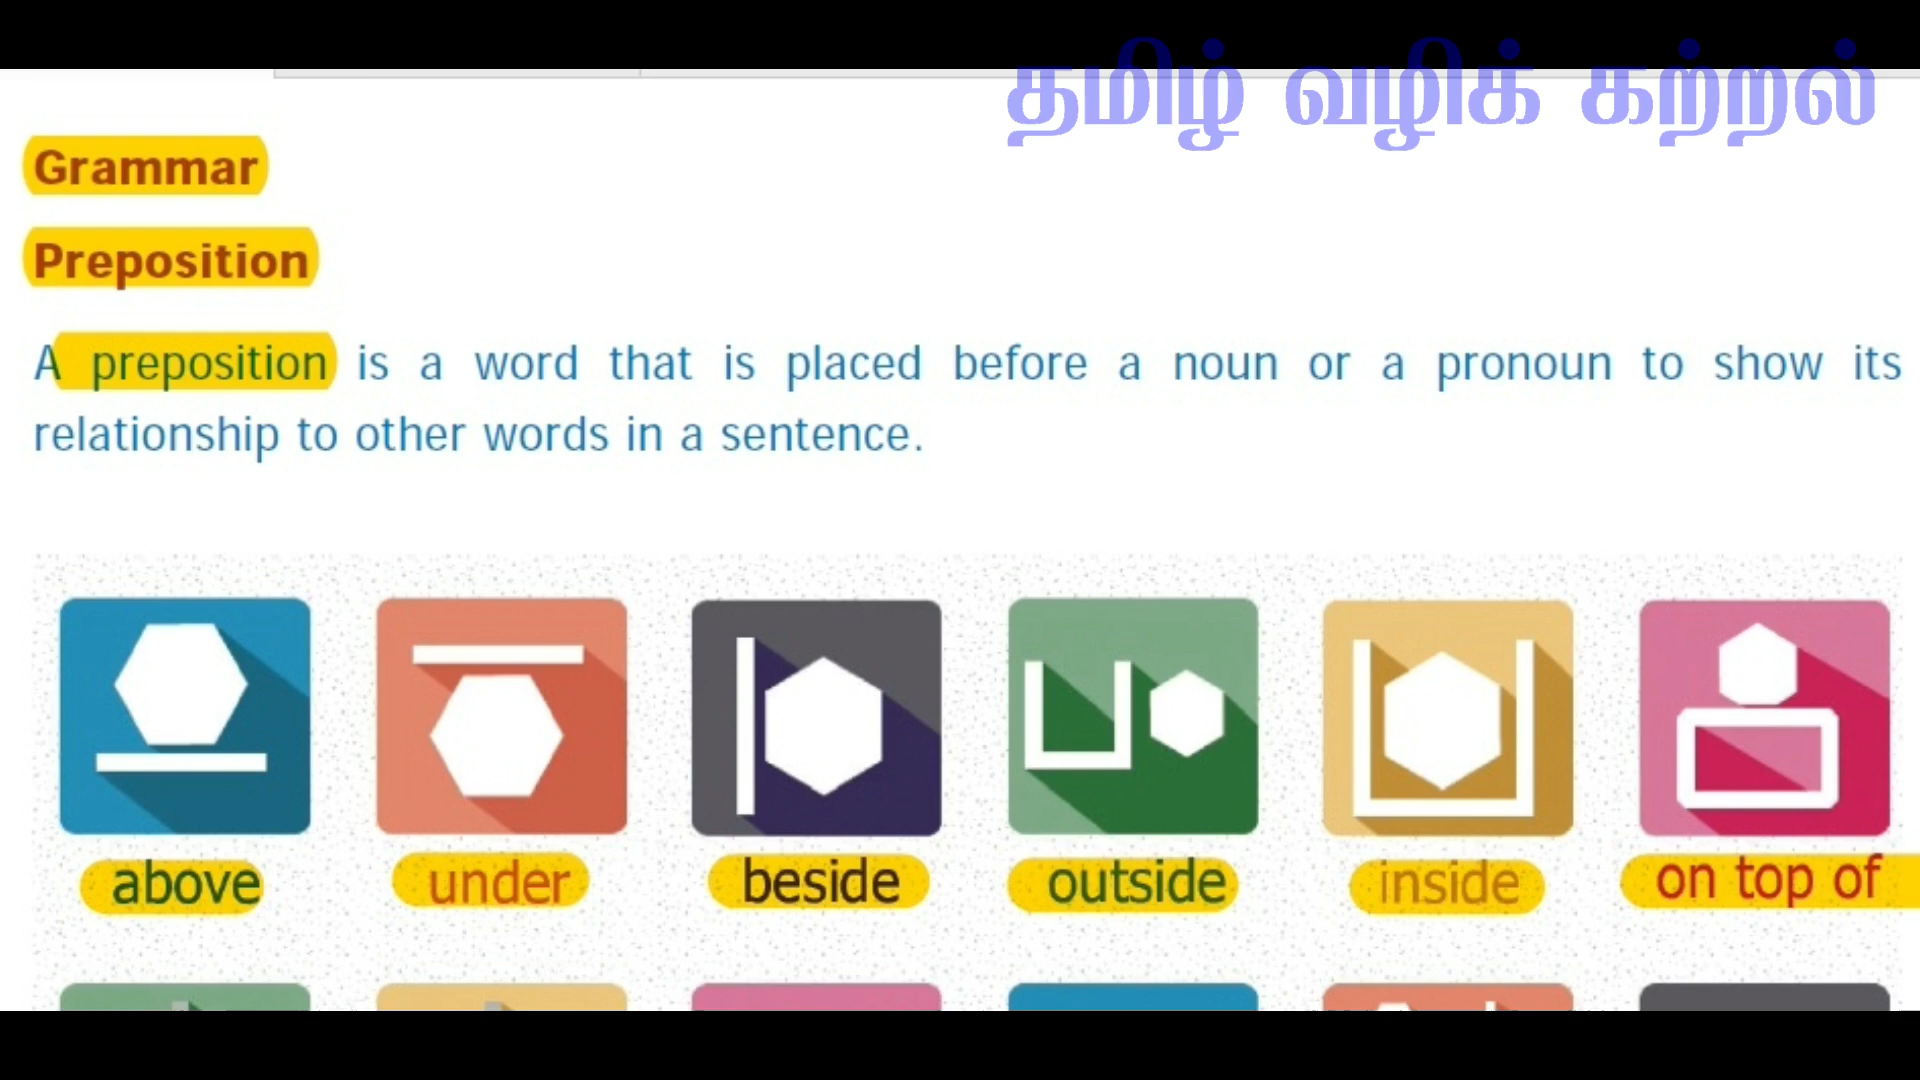 தமிழ் வழிக் கற்றல்
Grammar
Preposition
A preposition is a word that is placed before a noun or a pronoun to show its
relationship to other words in a sentence.
above under beside outside inside on top of